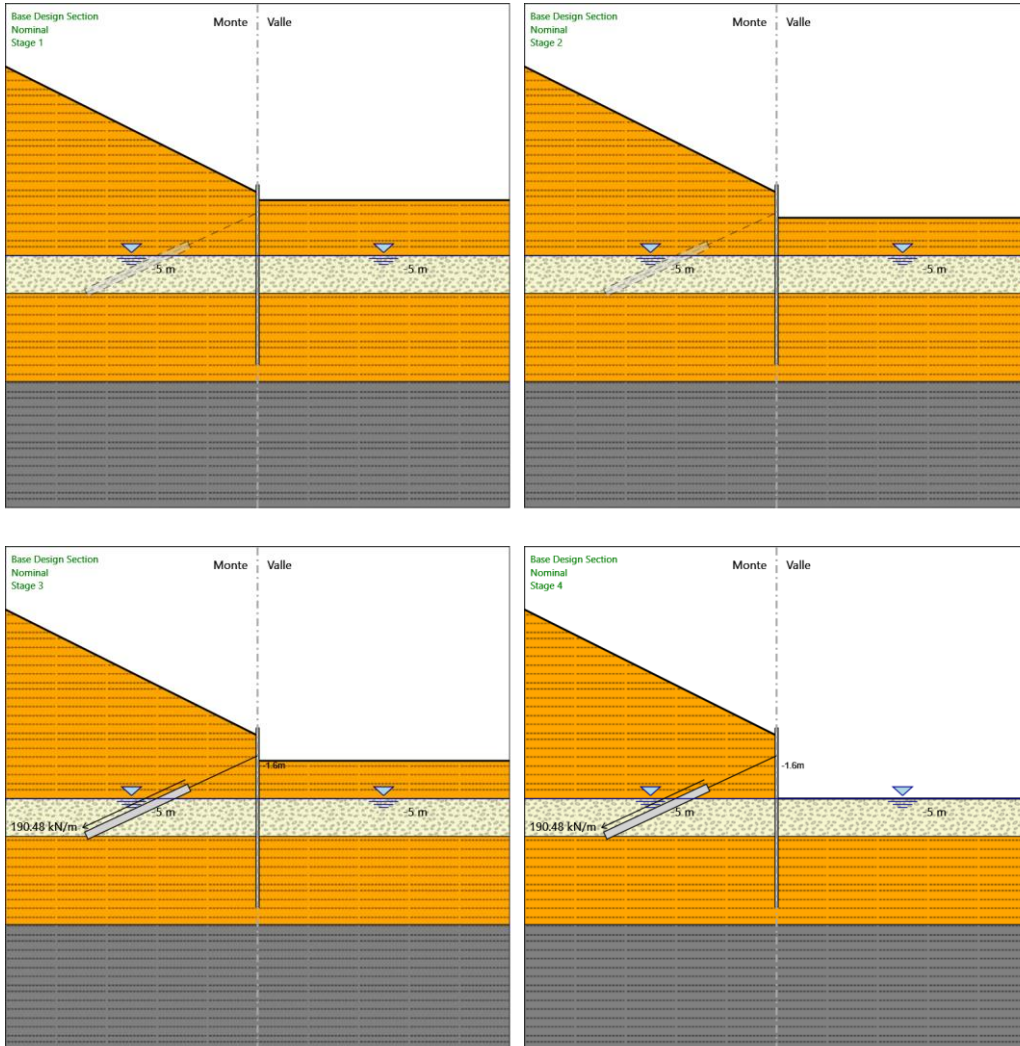 Base Design Section
Nominal
Stage 1
Monte
Valle
-5 m
-5 m
Base Design Section
Nominal
Stage 2
Monte
Valle
-5 m
-5 m
Base Design Section
Nominal
Stage 3
Monte
Valle
-1.6m
-5 m
-5 m
190.48 kN/m
Base Design Section
Nominal
Stage 4
Monte
Valle
-1.6m
-5 m
-5 m
190.48 kN/m